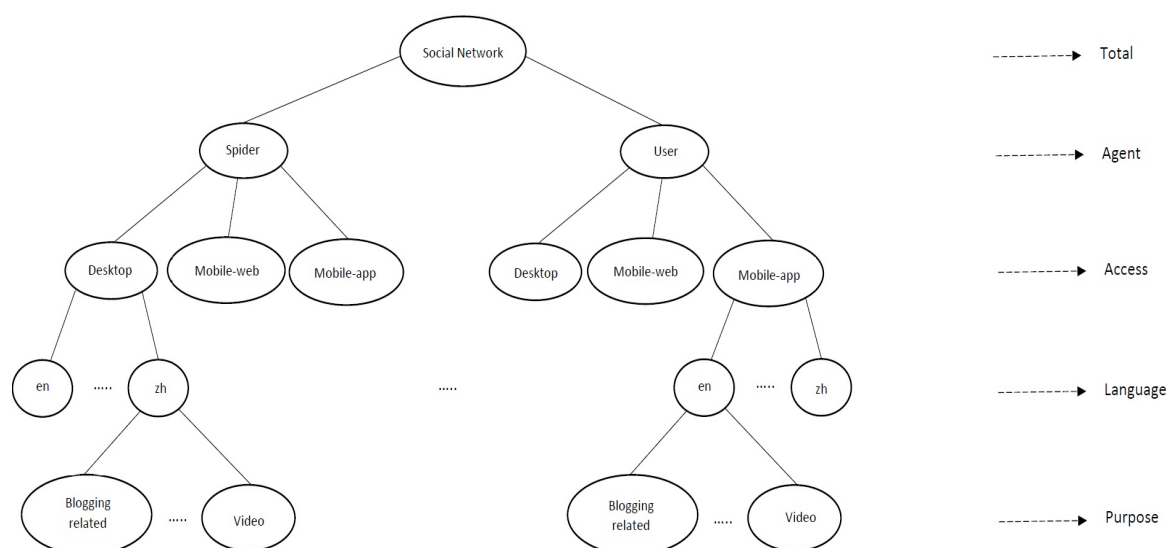 Social Network
Total
Spider
User
Agent
Desktop
Mobile-web
Mobile-app
Desktop
Mobile-web
Mobile-app
Access
en
.....
zh
.....
en
.....
zh
Language
Blogging
related
.....
Video
Blogging
related
.....
Video
Purpose